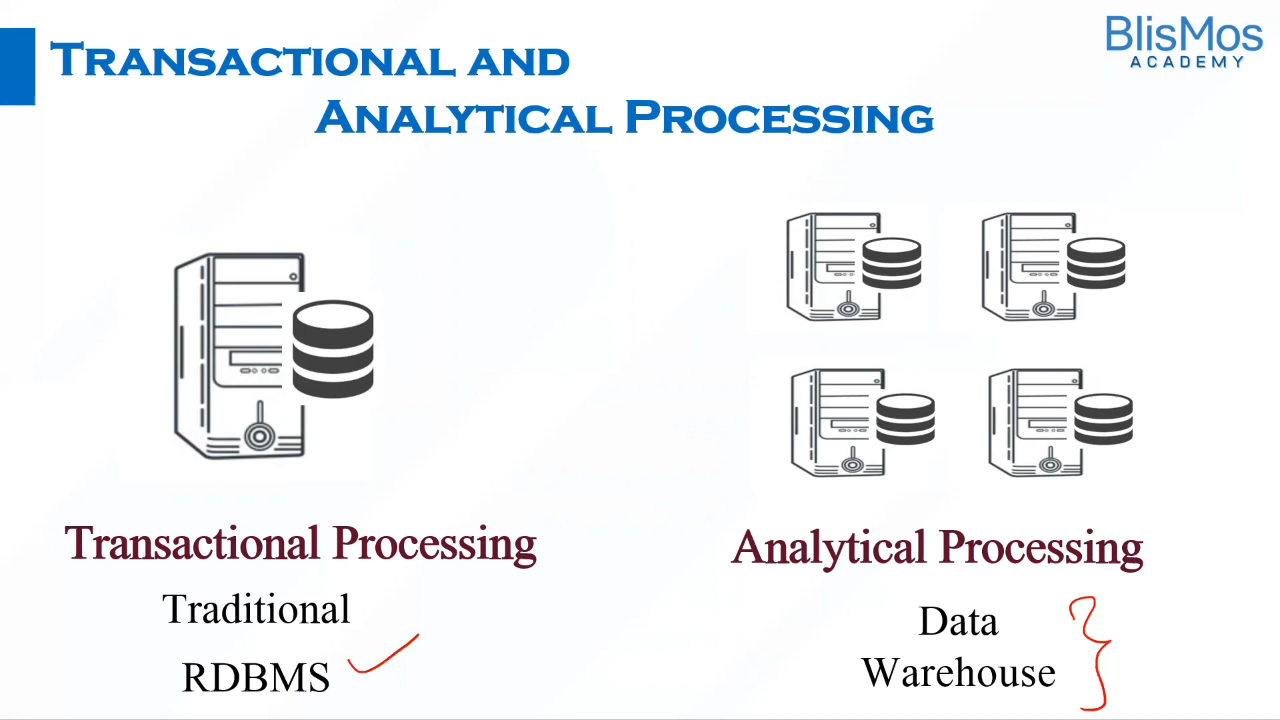 TRANSACTIONAL AND
ANALYTICAL PROCESSING
BlisMos
ACADEMY
Transactional Processing
Traditional
RDBMS
Analytical Processing
Data
Warehouse